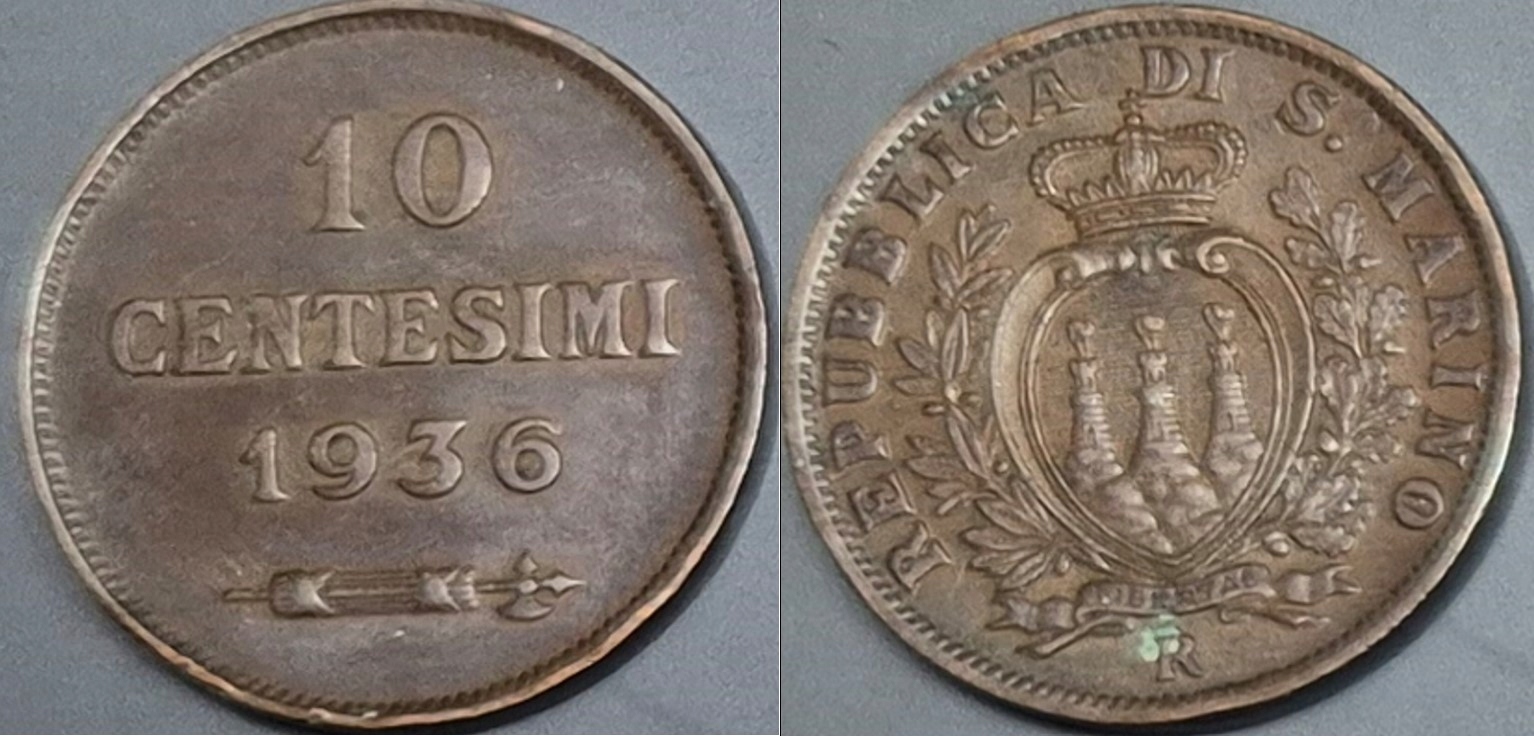 10
CENTESIMI
1936
REPUBBLICA DI S. MARINO
R